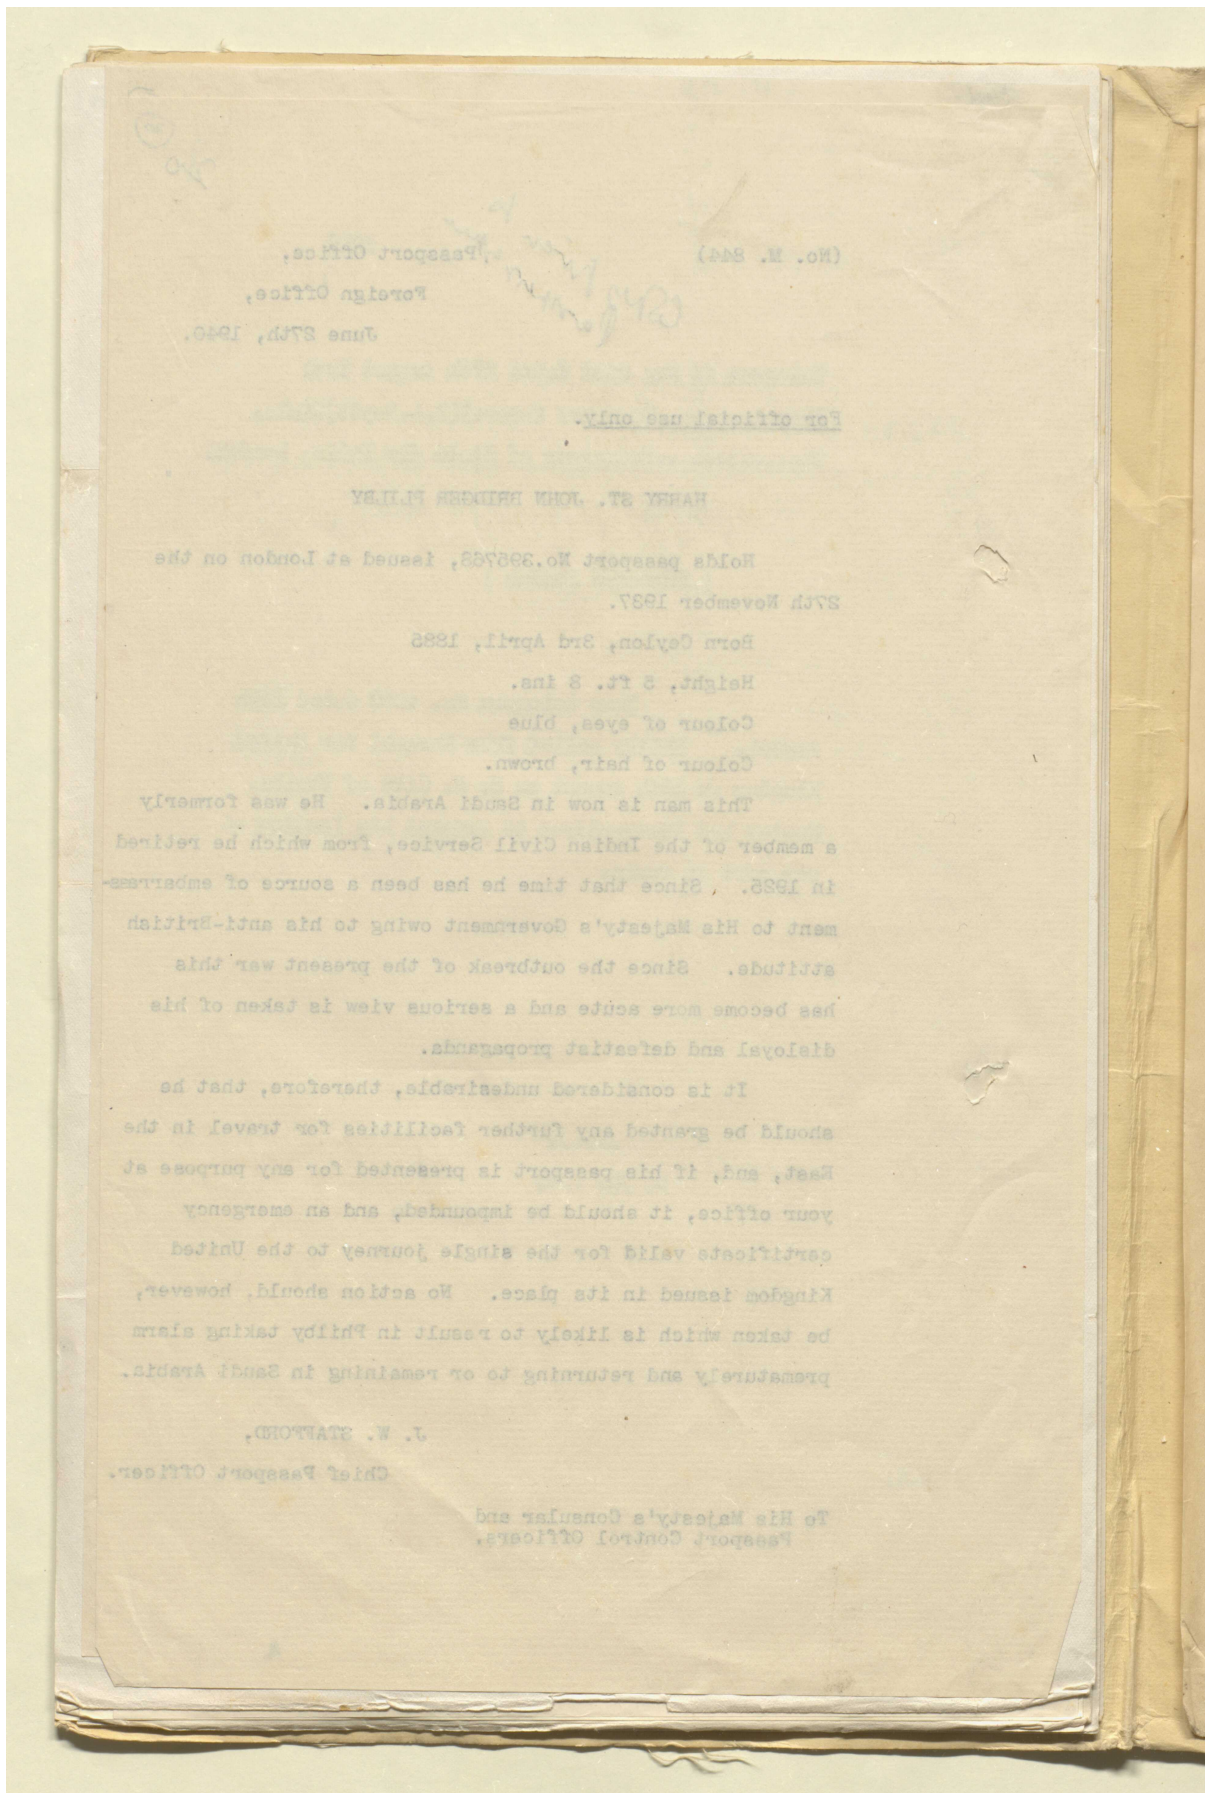 (No. M. 844)
Passport Office,
Foreign Office,
June 27th, 1940.
For official use only.
HARRY ST. JOHN BRIDGER PHILBY
Holds passport No.395763, issued at London on the
27th November 1937.
Born Ceylon, 3rd April, 1885
Height, 5 ft. 8 ins.
Colour of eyes, blue
Colour of hair, brown.
This man is now in Saudi Arabia. He was formerly
a member of the Indian Civil Service, from which he retired
in 1925. Since that time he has been a source of embarrass-
ment to His Majesty's Government owing to his anti-British
attitude. Since the outbreak of the present war this
has become more acute and a serious view is taken of his
disloyal and defeatist propaganda.
It is considered undesirable, therefore, that he
should be granted any further facilities for travel in the
East, and, if his passport is presented for any purpose at
your office, it should be impounded, and an emergency
certificate valid for the single journey to the United
Kingdom issued in its place. No action should, however,
be taken which is likely to result in Philby taking alarm
prematurely and returning to or remaining in Saudi Arabia.
J. W. STAFFORD,
Chief Passport Officer.
To His Majesty's Consular and
Passport Control Officers.